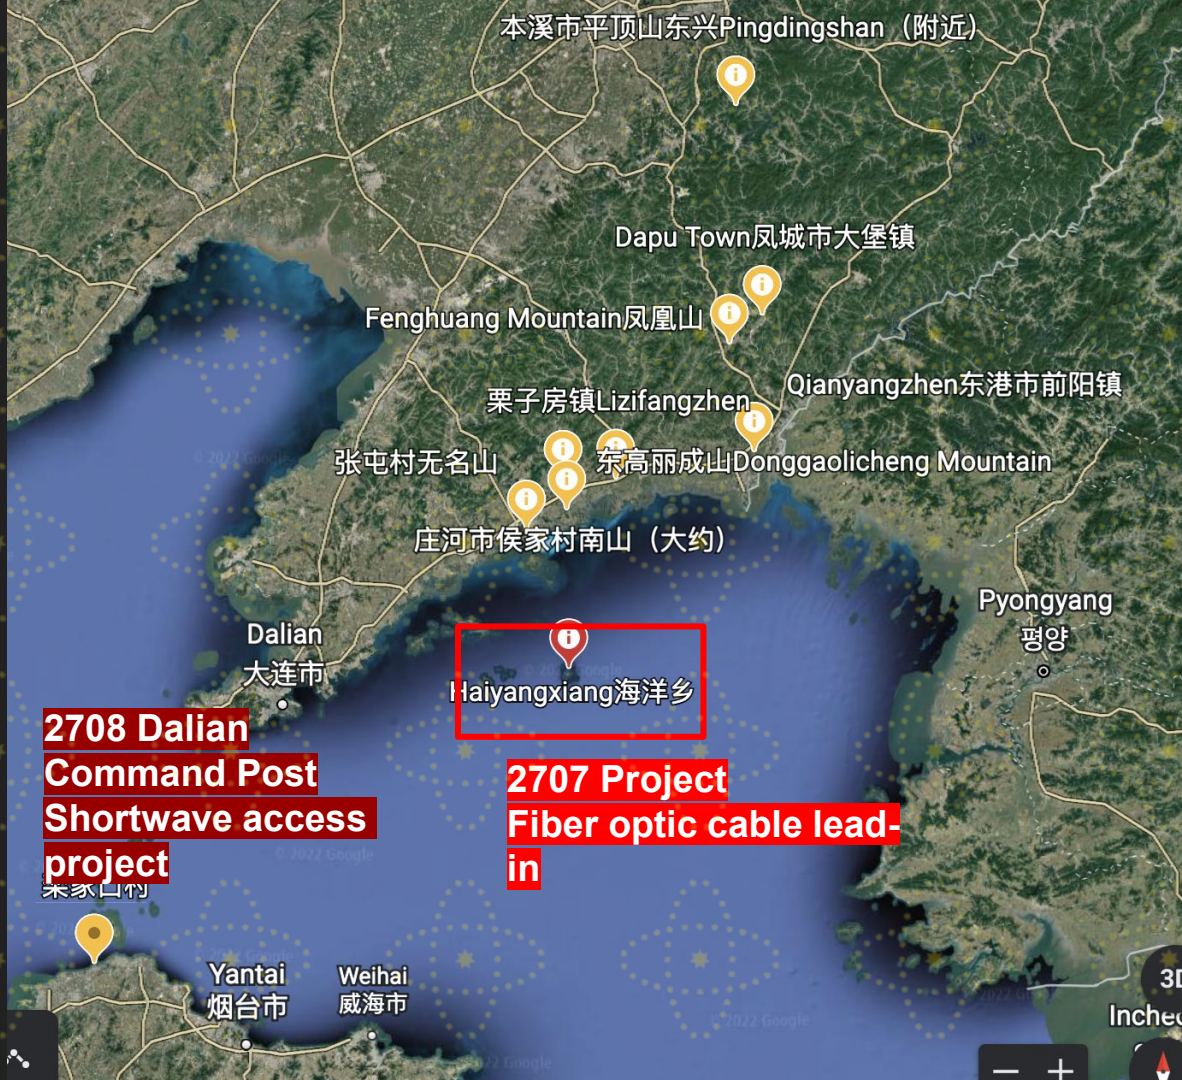 本溪市平顶山东兴Pingdingshan（附近）
Dapu Town凤城市大堡镇
Fenghuang Mountain凤凰山
Qianyangzhen东港市前阳镇
栗子房镇Lizifangzhen
张屯村无名山
东高丽成山Donggaolicheng Mountain
庄河市侯家村南山（大约）
Pyongyang
평양
Dalian
大连市
Haiyangxiang海洋乡
2708 Dalian
Command Post
Shortwave access
project
2707 Project
Fiber optic cable lead-
in
© 2022 Google
© 2022 Google
© 2022 Google
Yantai
烟台市
Weihai
威海市
3D